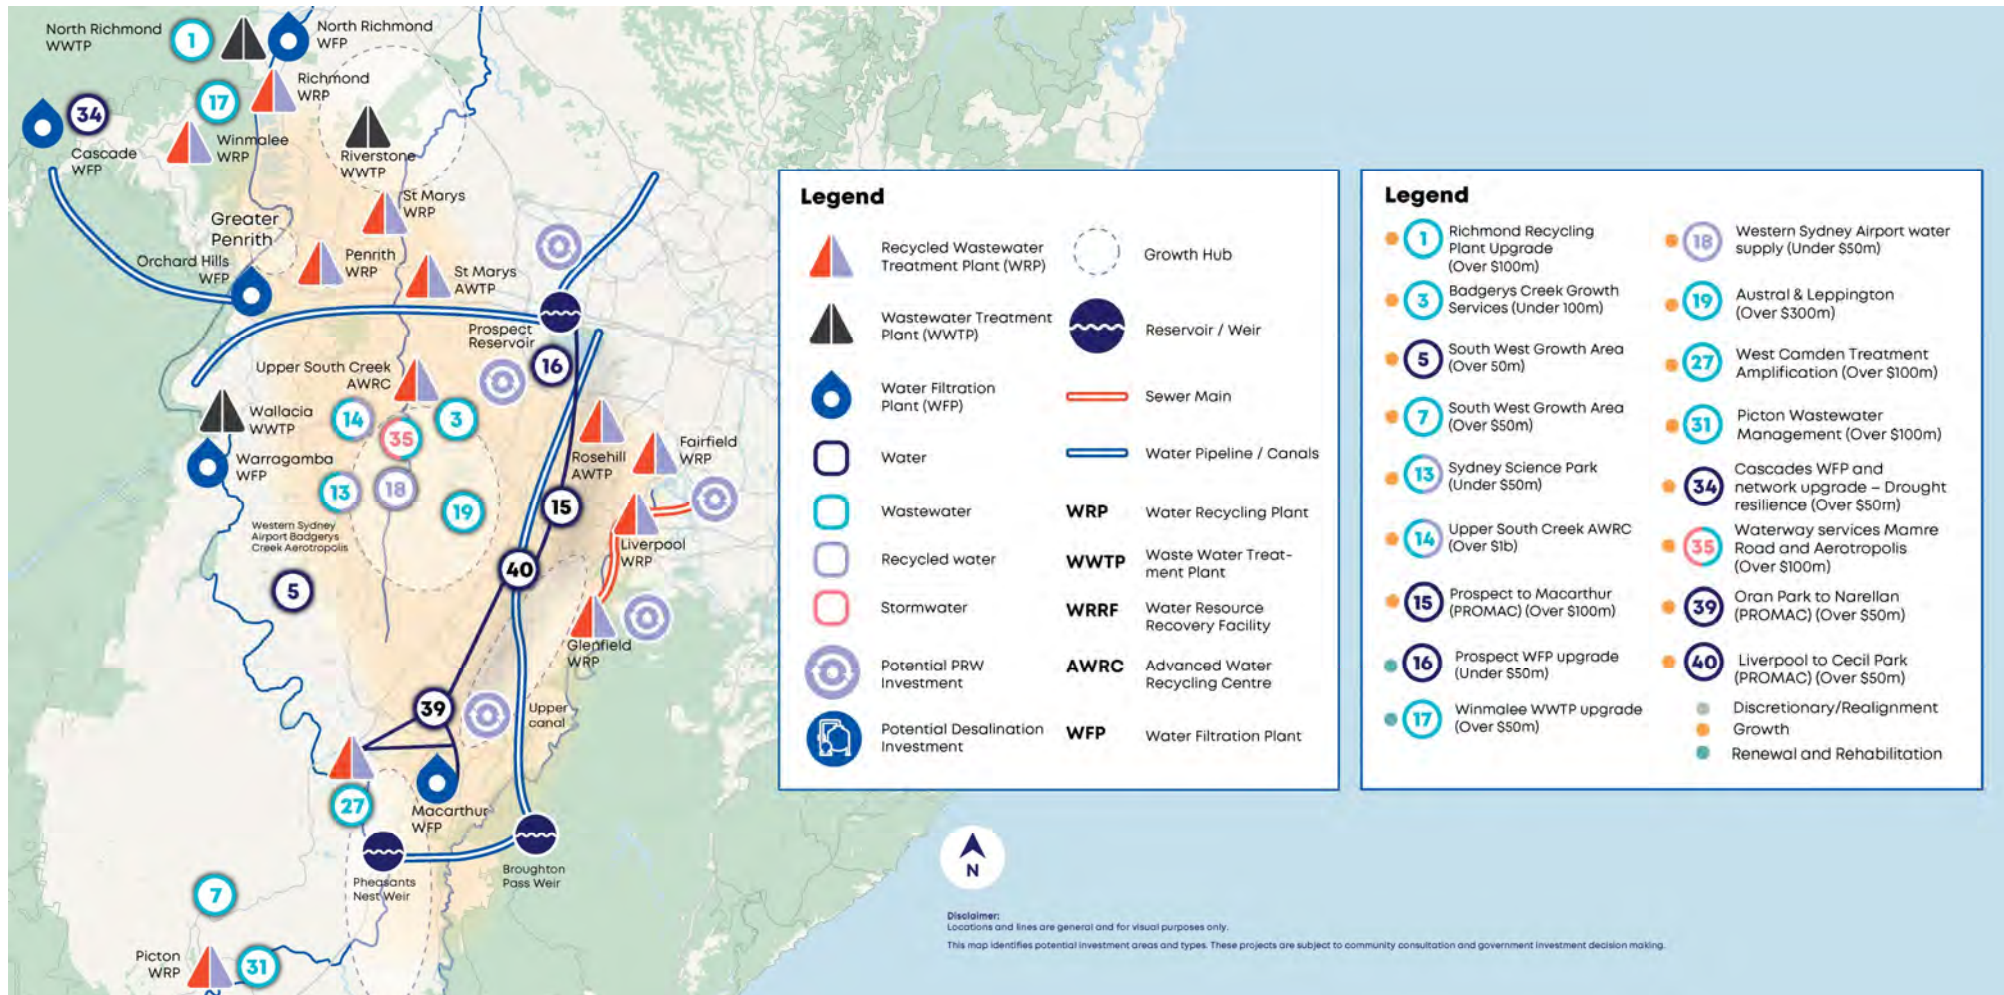 North Richmond
WWTP
1
North Richmond
WFP
Richmond
WRP
17
34
Winmalee
WRP
Cascade
WFP
Riverstone
WWTP
St Marys
WRP
Greater
Penrith
Orchard Hills
WFP
Penrith
WRP
St Marys
AWTP
Prospect
Reservoir
16
Upper South Creek
AWRC
14
3
35
Wallacia
WWTP
Warragamba
WFP
13
18
19
Rosehill
AWTP
Fairfield
WRP
15
Western Sydney
Airport Badgerys
Creek Aerotropolis
Liverpool
WRP
40
5
Glenfield
WRP
39
Upper
canal
27
Macarthur
WFP
Pheasants
Nest Weir
Broughton
Pass Weir
7
Picton
WRP
31
Legend
Recycled Wastewater
Treatment Plant (WRP)
Wastewater Treatment
Plant (WWTP)
Water Filtration
Plant (WFP)
Water
Wastewater
Recycled water
Stormwater
Potential PRW
Investment
Potential Desalination
Investment
Growth Hub
Reservoir / Weir
Sewer Main
Water Pipeline / Canals
WRP Water Recycling Plant
WWTP Waste Water Treat-
ment Plant
WRRF Water Resource
Recovery Facility
AWRC Advanced Water
Recycling Centre
WFP Water Filtration Plant
Legend
1 Richmond Recycling
Plant Upgrade
(Over $100m)
3 Badgerys Creek Growth
Services (Under 100m)
5 South West Growth Area
(Over 50m)
7 South West Growth Area
(Over $50m)
13 Sydney Science Park
(Under $50m)
14 Upper South Creek AWRC
(Over $1b)
15 Prospect to Macarthur
(PROMAC) (Over $100m)
16 Prospect WFP upgrade
(Under $50m)
17 Winmalee WWTP upgrade
(Over $50m)
18 Western Sydney Airport water
supply (Under $50m)
19 Austral & Leppington
(Over $300m)
27 West Camden Treatment
Amplification (Over $100m)
31 Picton Wastewater
Management (Over $100m)
34 Cascades WFP and
network upgrade – Drought
resilience (Over $50m)
35 Waterway services Mamre
Road and Aerotropolis
(Over $100m)
39 Oran Park to Narellan
(PROMAC) (Over $50m)
40 Liverpool to Cecil Park
(PROMAC) (Over $50m)
Discretionary/Realignment
Growth
Renewal and Rehabilitation
N
Disclaimer:
Locations and lines are general and for visual purposes only.
This map identifies potential investment areas and types. These projects are subject to community consultation and government investment decision making.